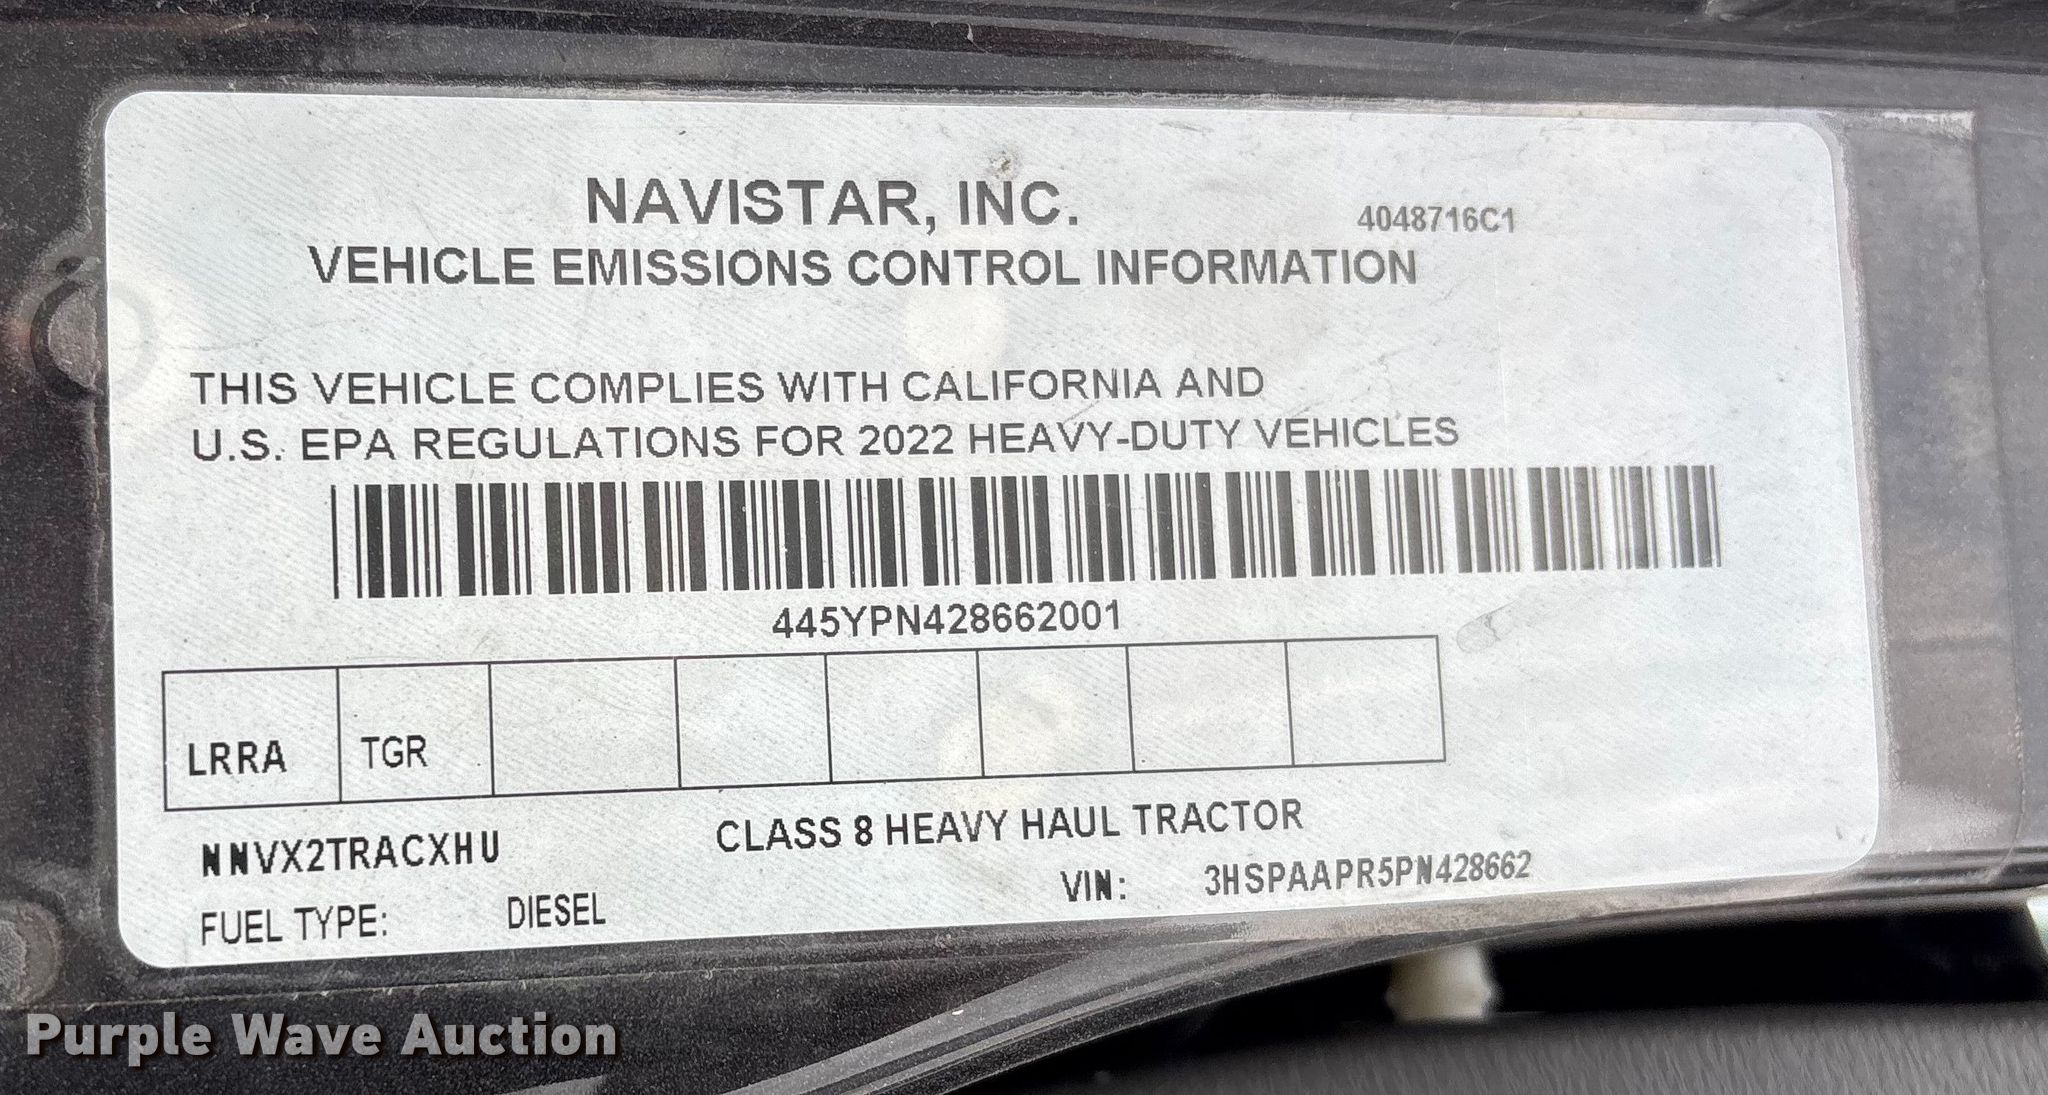 NAVISTAR, INC.
4048716C1
VEHICLE EMISSIONS CONTROL INFORMATION
THIS VEHICLE COMPLIES WITH CALIFORNIA AND
U.S. EPA REGULATIONS FOR 2022 HEAVY-DUTY VEHICLES
445YPN428662001
LRRA TGR
NNVX2TRACXHU CLASS 8 HEAVY HAUL TRACTOR
FUEL TYPE: DIESEL VIN: 3HSPAAPR5PN428662
Purple Wave Auction